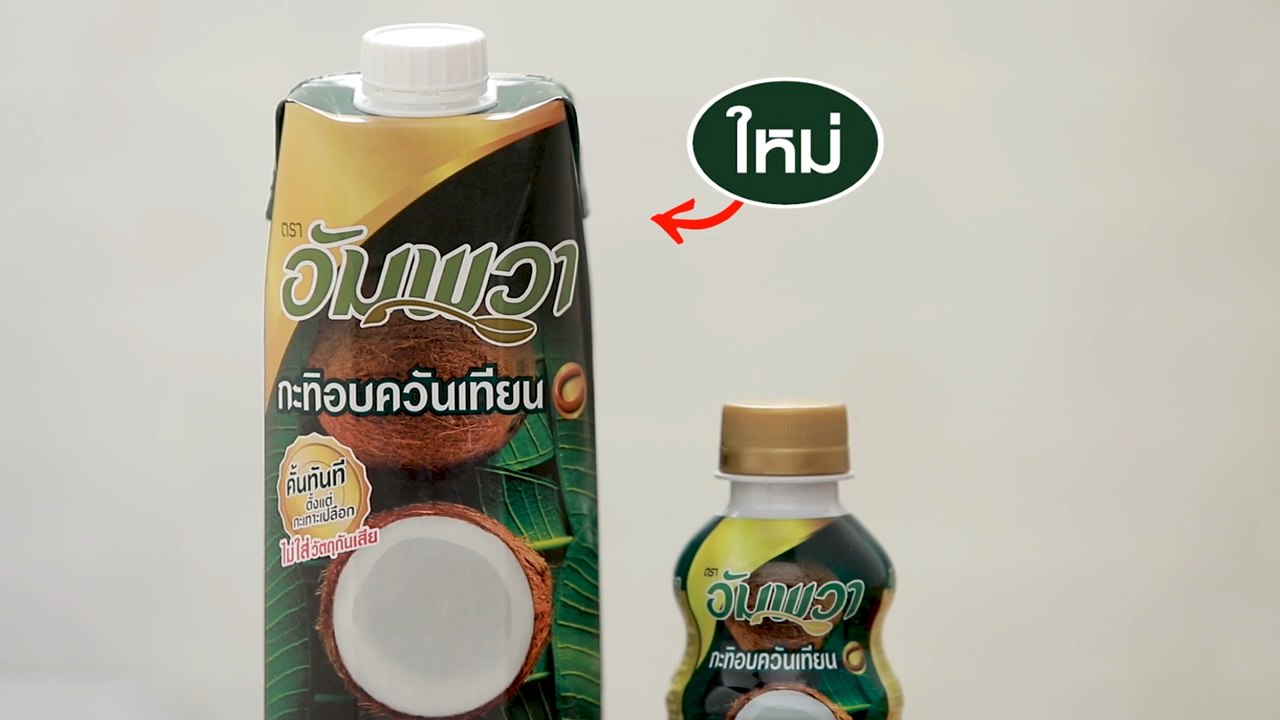 ใหม่
ตรา
อัมพวา
กะทิอบควันเทียน
คั้นทันที
ตั้งแต่
กะเทาะเปลือก
ไม่ใส่วัตถุกันเสีย
ตรา
อัมพวา
กะทิอบควันเทียน